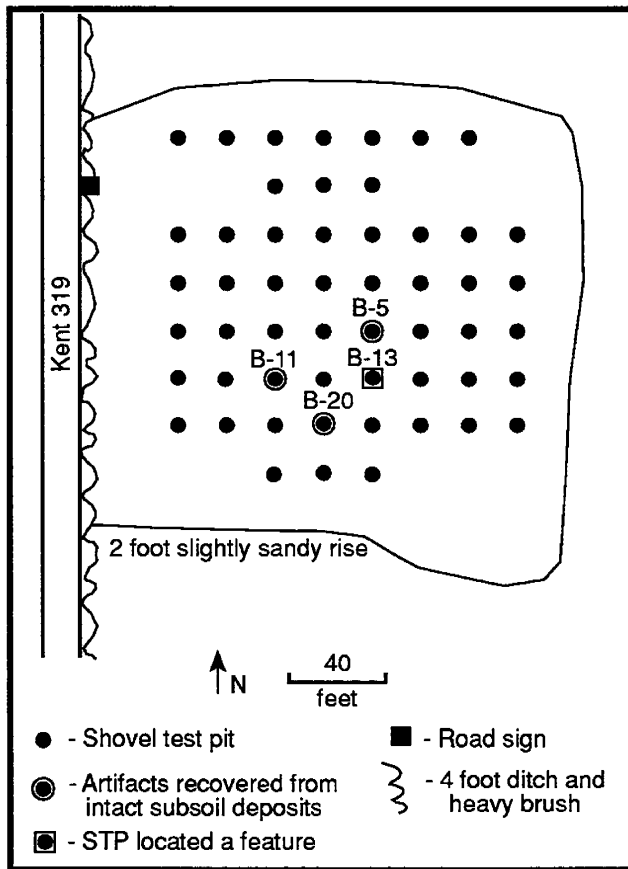 Kent 319
B-5
B-11
B-13
B-20
2 foot slightly sandy rise
N
40
feet
- Shovel test pit
- Artifacts recovered from
intact subsoil deposits
- STP located a feature
- Road sign
- 4 foot ditch and
heavy brush